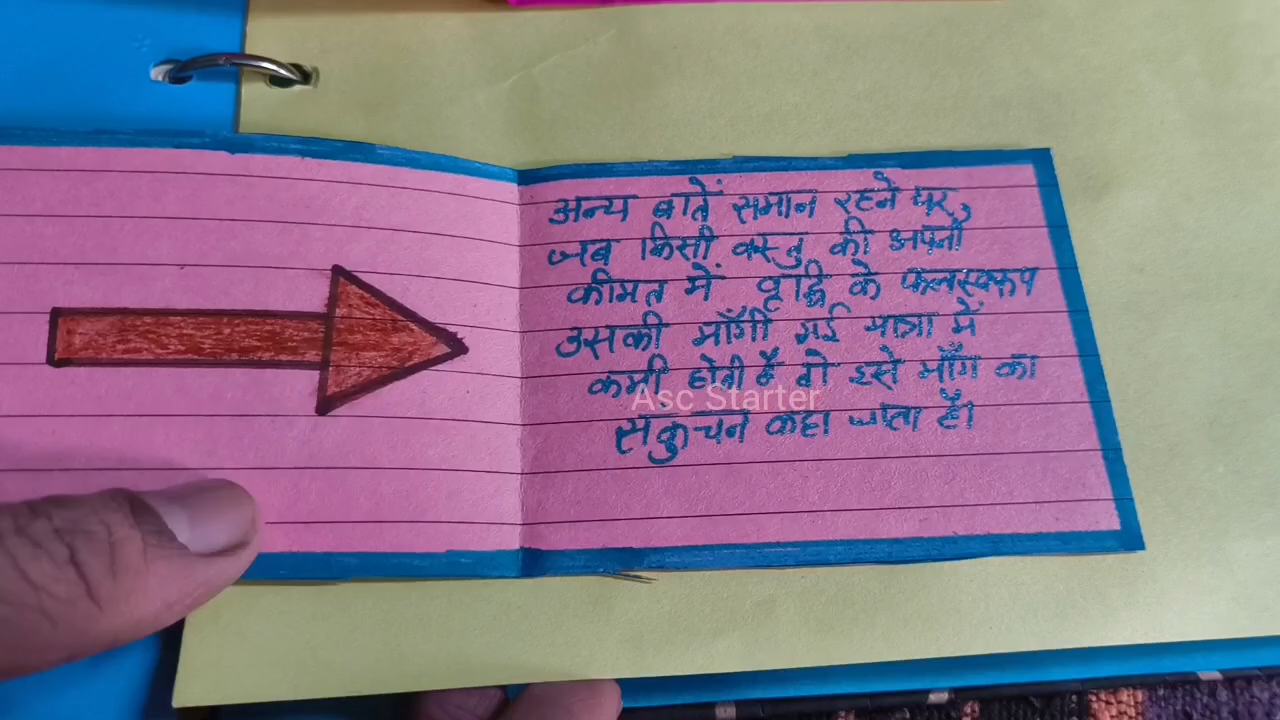 अन्य बातें समान रहने पर,
जब किसी वस्तु की अपनी
कीमत में वृद्धि के फलस्वरूप
उसकी माँगी गई मात्रा में
कमी होती है तो इसे माँग का
संकुचन कहा जाता है।
Asc Starter